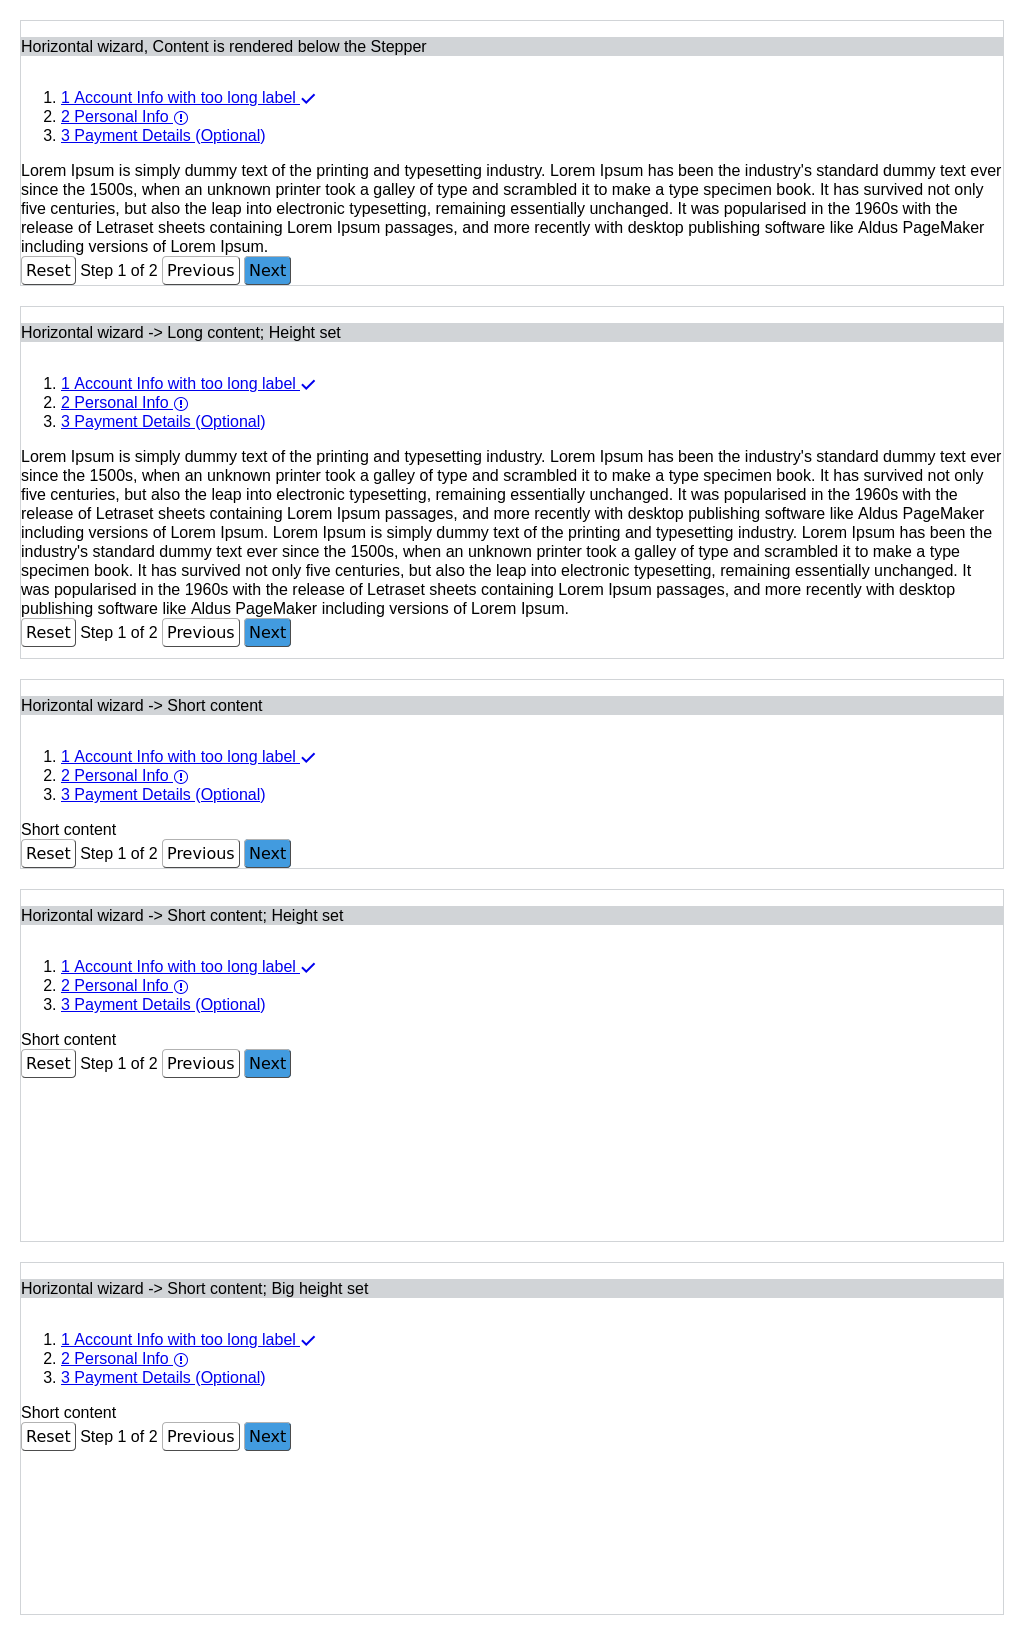 Horizontal wizard, Content is rendered below the Stepper
1. 1 Account Info with too long label
2. 2 Personal Info
3. 3 Payment Details (Optional)
Lorem Ipsum is simply dummy text of the printing and typesetting industry. Lorem Ipsum has been the industry's standard dummy text ever
since the 1500s, when an unknown printer took a galley of type and scrambled it to make a type specimen book. It has survived not only
five centuries, but also the leap into electronic typesetting, remaining essentially unchanged. It was popularised in the 1960s with the
release of Letraset sheets containing Lorem Ipsum passages, and more recently with desktop publishing software like Aldus PageMaker
including versions of Lorem Ipsum.
Reset Step 1 of 2 Previous Next
Horizontal wizard -> Long content; Height set
1. 1 Account Info with too long label
2. 2 Personal Info
3. 3 Payment Details (Optional)
Lorem Ipsum is simply dummy text of the printing and typesetting industry. Lorem Ipsum has been the industry's standard dummy text ever
since the 1500s, when an unknown printer took a galley of type and scrambled it to make a type specimen book. It has survived not only
five centuries, but also the leap into electronic typesetting, remaining essentially unchanged. It was popularised in the 1960s with the
release of Letraset sheets containing Lorem Ipsum passages, and more recently with desktop publishing software like Aldus PageMaker
including versions of Lorem Ipsum. Lorem Ipsum is simply dummy text of the printing and typesetting industry. Lorem Ipsum has been the
industry's standard dummy text ever since the 1500s, when an unknown printer took a galley of type and scrambled it to make a type
specimen book. It has survived not only five centuries, but also the leap into electronic typesetting, remaining essentially unchanged. It
was popularised in the 1960s with the release of Letraset sheets containing Lorem Ipsum passages, and more recently with desktop
publishing software like Aldus PageMaker including versions of Lorem Ipsum.
Reset Step 1 of 2 Previous Next
Horizontal wizard -> Short content
1. 1 Account Info with too long label
2. 2 Personal Info
3. 3 Payment Details (Optional)
Short content
Reset Step 1 of 2 Previous Next
Horizontal wizard -> Short content; Height set
1. 1 Account Info with too long label
2. 2 Personal Info
3. 3 Payment Details (Optional)
Short content
Reset Step 1 of 2 Previous Next
Horizontal wizard -> Short content; Big height set
1. 1 Account Info with too long label
2. 2 Personal Info
3. 3 Payment Details (Optional)
Short content
Reset Step 1 of 2 Previous Next